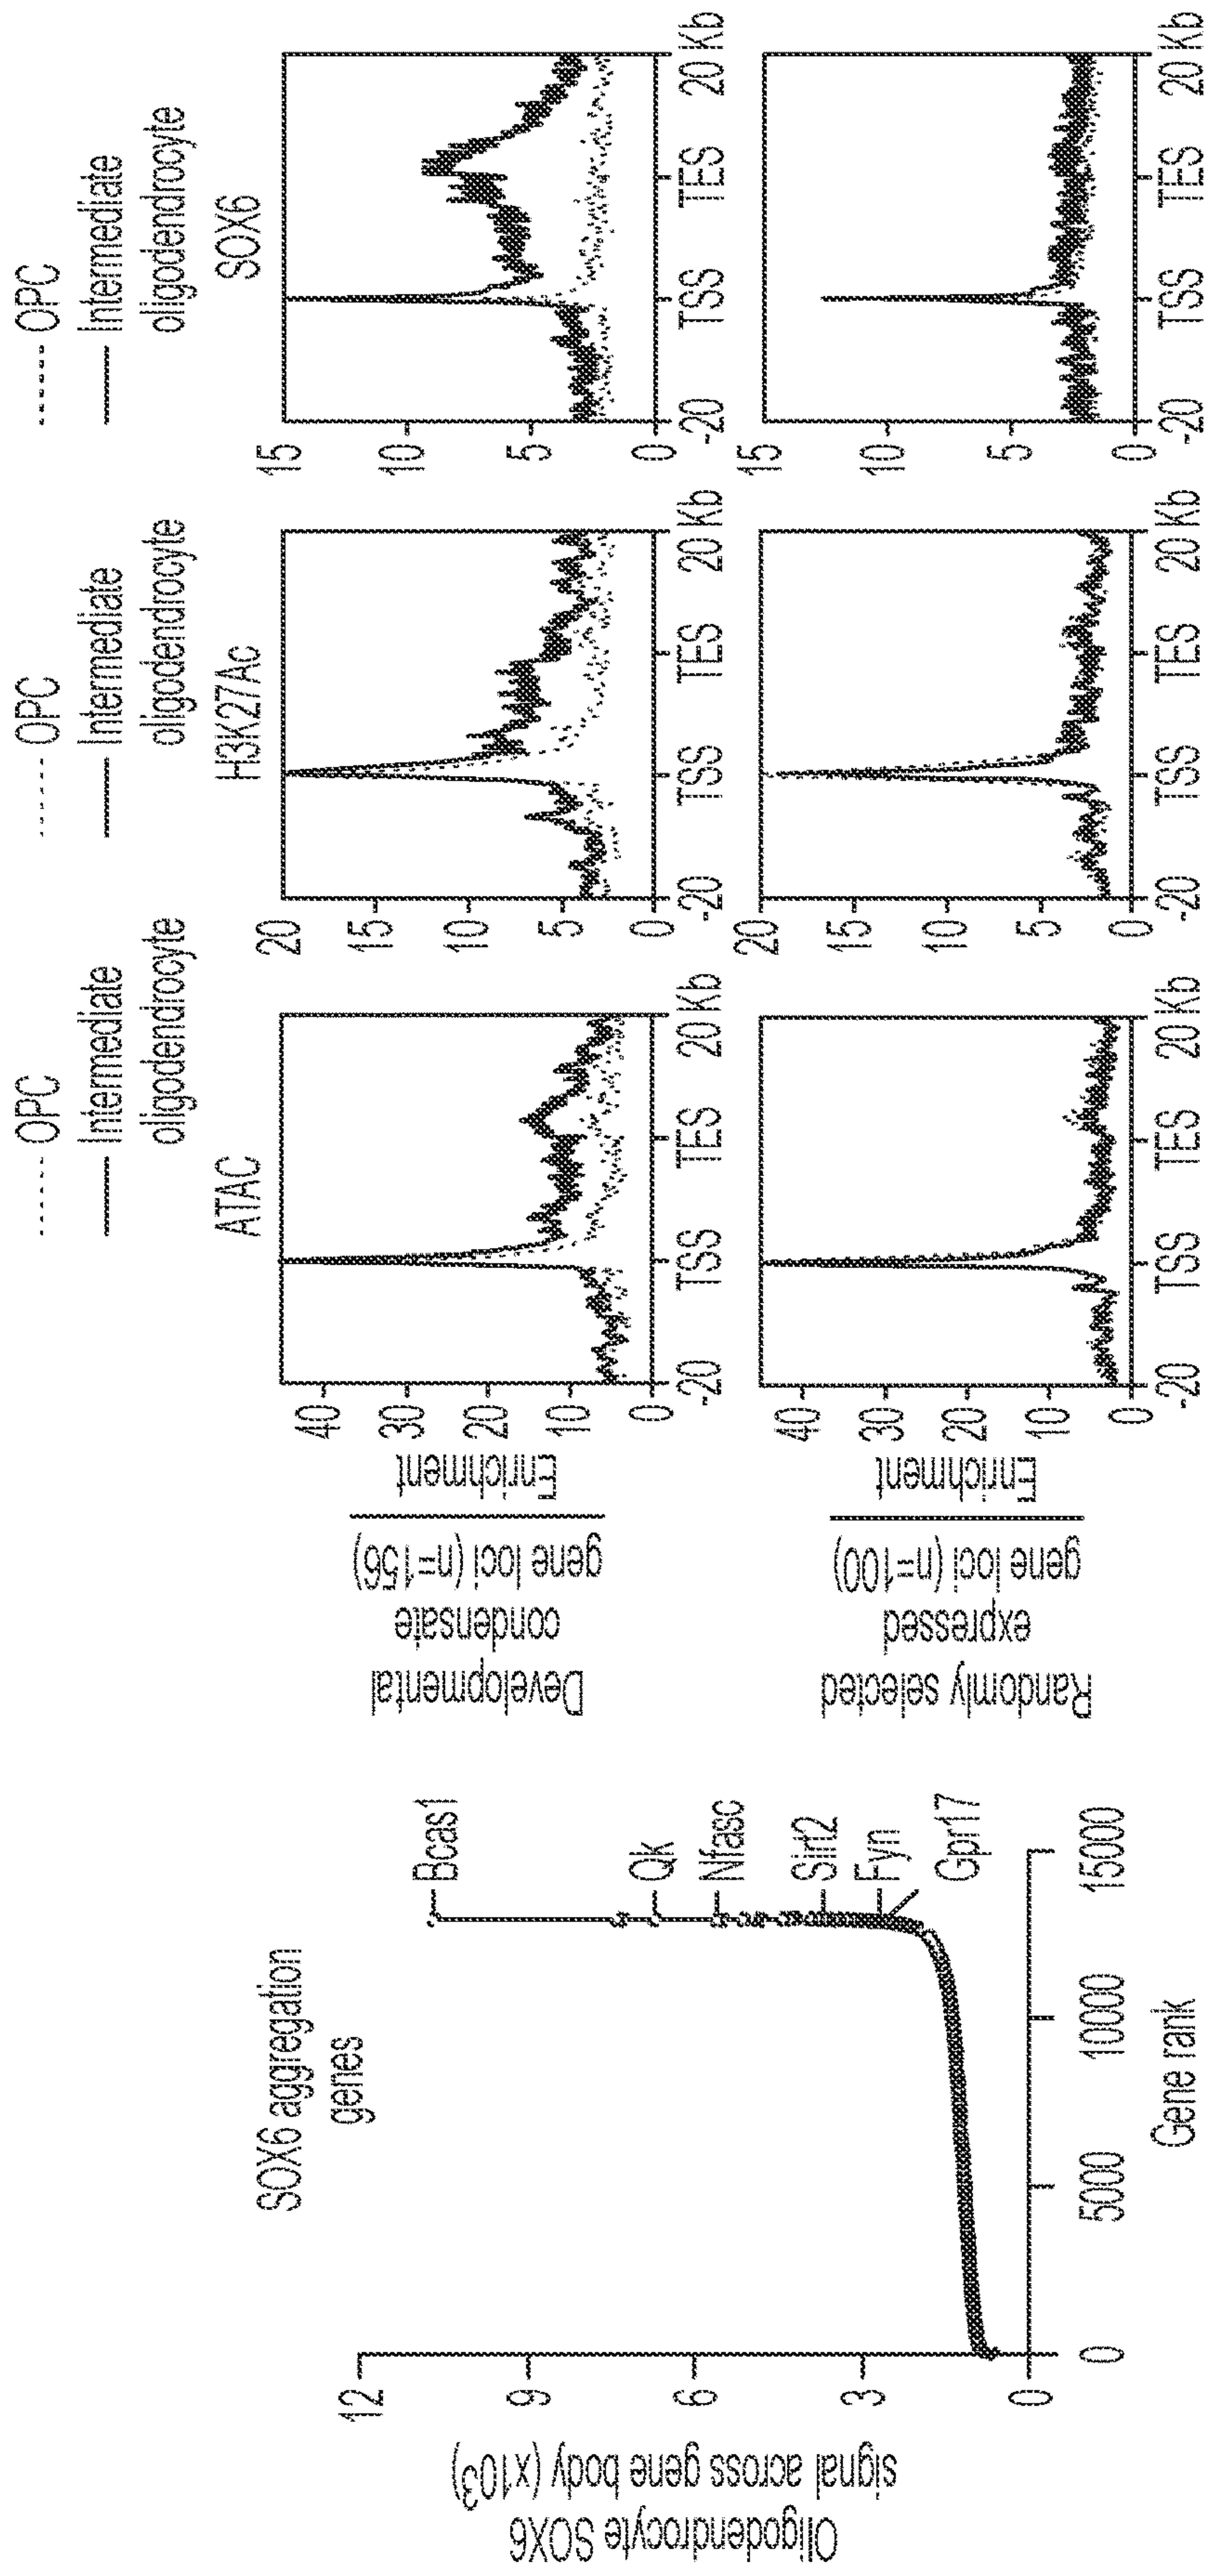 SOX6 aggregation
genes
Oligodendrocyte SOX6
signal across gene body (x10³)
12
9
6
3
0
Bcas1
Qk
Nfasc
Sirt2
Fyn
Gpr17
0
5000
10000
15000
Gene rank
OPC
Intermediate
oligodendrocyte
OPC
Intermediate
oligodendrocyte
OPC
Intermediate
oligodendrocyte
ATAC
H3K27Ac
SOX6
Developmental
condensate
gene loci (n=156)
Enrichment
40
30
20
10
0
-20
TSS
TES
20 Kb
20
15
10
5
0
-20
TSS
TES
20 Kb
15
10
5
0
-20
TSS
TES
20 Kb
Randomly selected
expressed
gene loci (n=100)
Enrichment
40
30
20
10
0
-20
TSS
TES
20 Kb
20
15
10
5
0
-20
TSS
TES
20 Kb
15
10
5
0
-20
TSS
TES
20 Kb